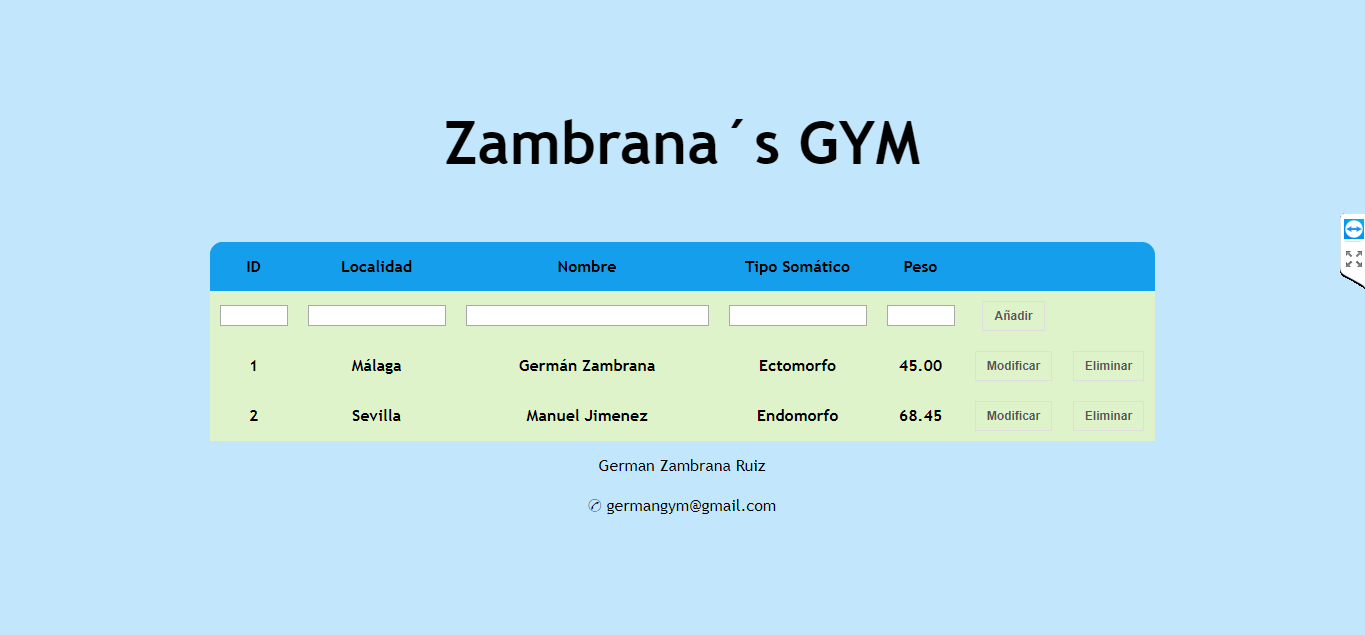 Zambrana´s GYM
ID Localidad Nombre Tipo Somático Peso
Añadir
1 Málaga Germán Zambrana Ectomorfo 45.00 Modificar Eliminar
2 Sevilla Manuel Jimenez Endomorfo 68.45 Modificar Eliminar
German Zambrana Ruiz
✆ germangym@gmail.com